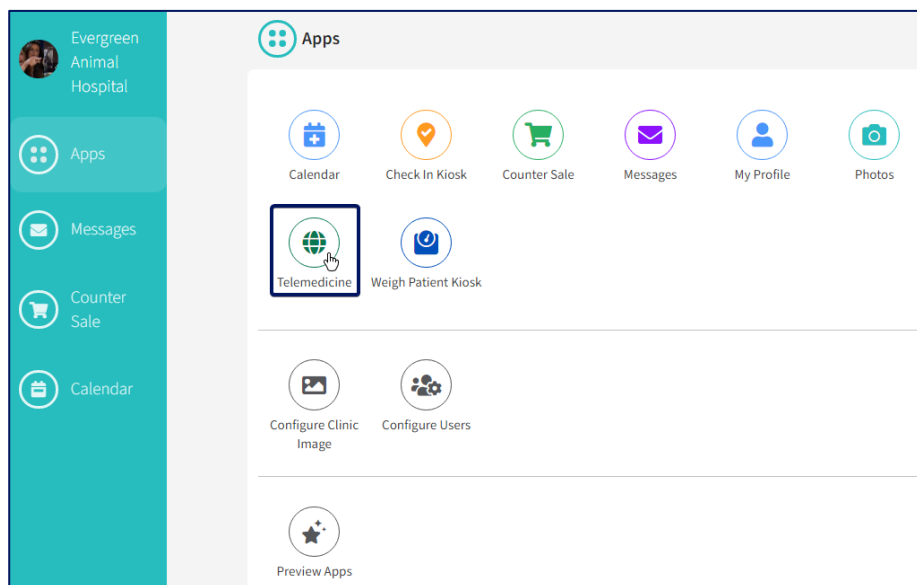 Evergreen
Animal
Hospital
Apps
Messages
Counter
Sale
Calendar
Apps
Calendar
Check In Kiosk
Counter Sale
Messages
My Profile
Photos
Telemedicine
Weigh Patient Kiosk
Configure Clinic
Image
Configure Users
Preview Apps